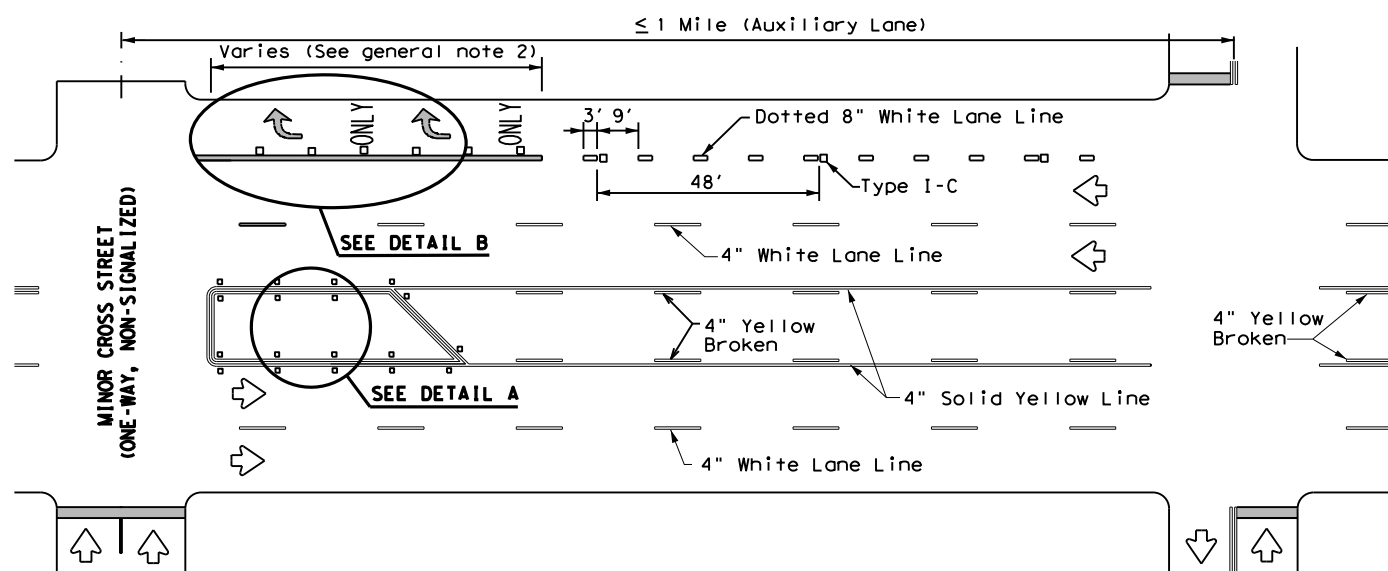 ≤ 1 Mile (Auxiliary Lane)
Varies (See general note 2)
ONLY
ONLY
3' 9'
Dotted 8" White Lane Line
48'
Type I-C
SEE DETAIL B
4" White Lane Line
MINOR CROSS STREET
(ONE-WAY, NON-SIGNALIZED)
4" Yellow
Broken
4" Yellow
Broken
SEE DETAIL A
4" Solid Yellow Line
4" White Lane Line